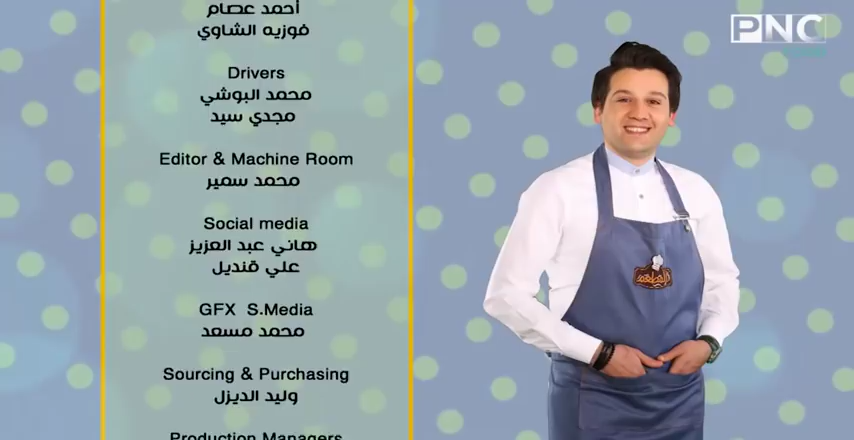 أحمد عصام
فوزيه الشاوي
Drivers
محمد البوشي
مجدي سيد
Editor & Machine Room
محمد سمير
Social media
هاني عبد العزيز
علي قنديل
GFX S.Media
محمد مسعد
Sourcing & Purchasing
وليد الديزل
Production Managers
PNC